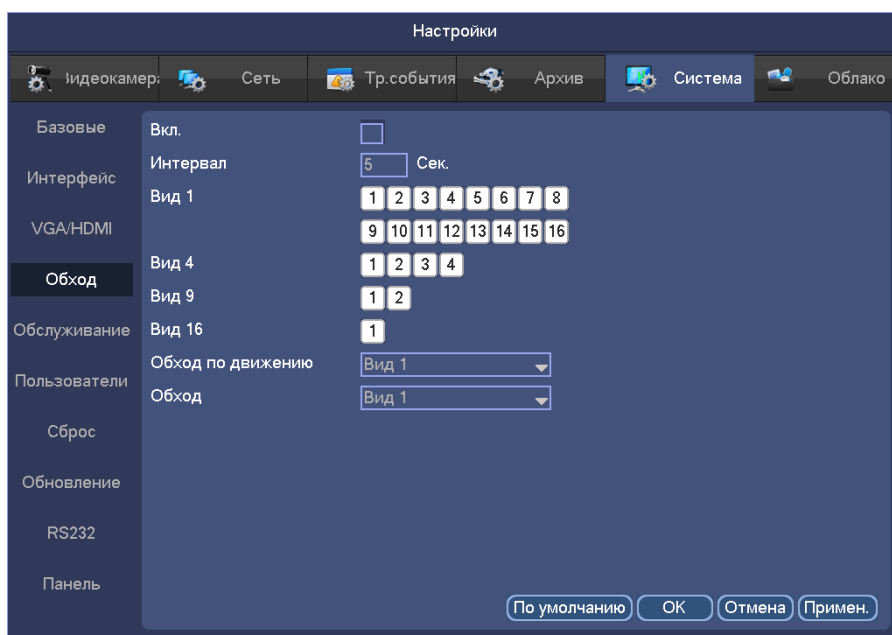 Настройки
Видеокамера Сеть Тр.события Архив Система Облако
Базовые
Интерфейс
VGA/HDMI
Обход
Обслуживание
Пользователи
Сброс
Обновление
RS232
Панель
Вкл.
Интервал 5 Сек.
Вид 1 1 2 3 4 5 6 7 8
9 10 11 12 13 14 15 16
Вид 4 1 2 3 4
Вид 9 1 2
Вид 16 1
Обход по движению Вид 1
Обход Вид 1
По умолчанию OK Отмена Примен.